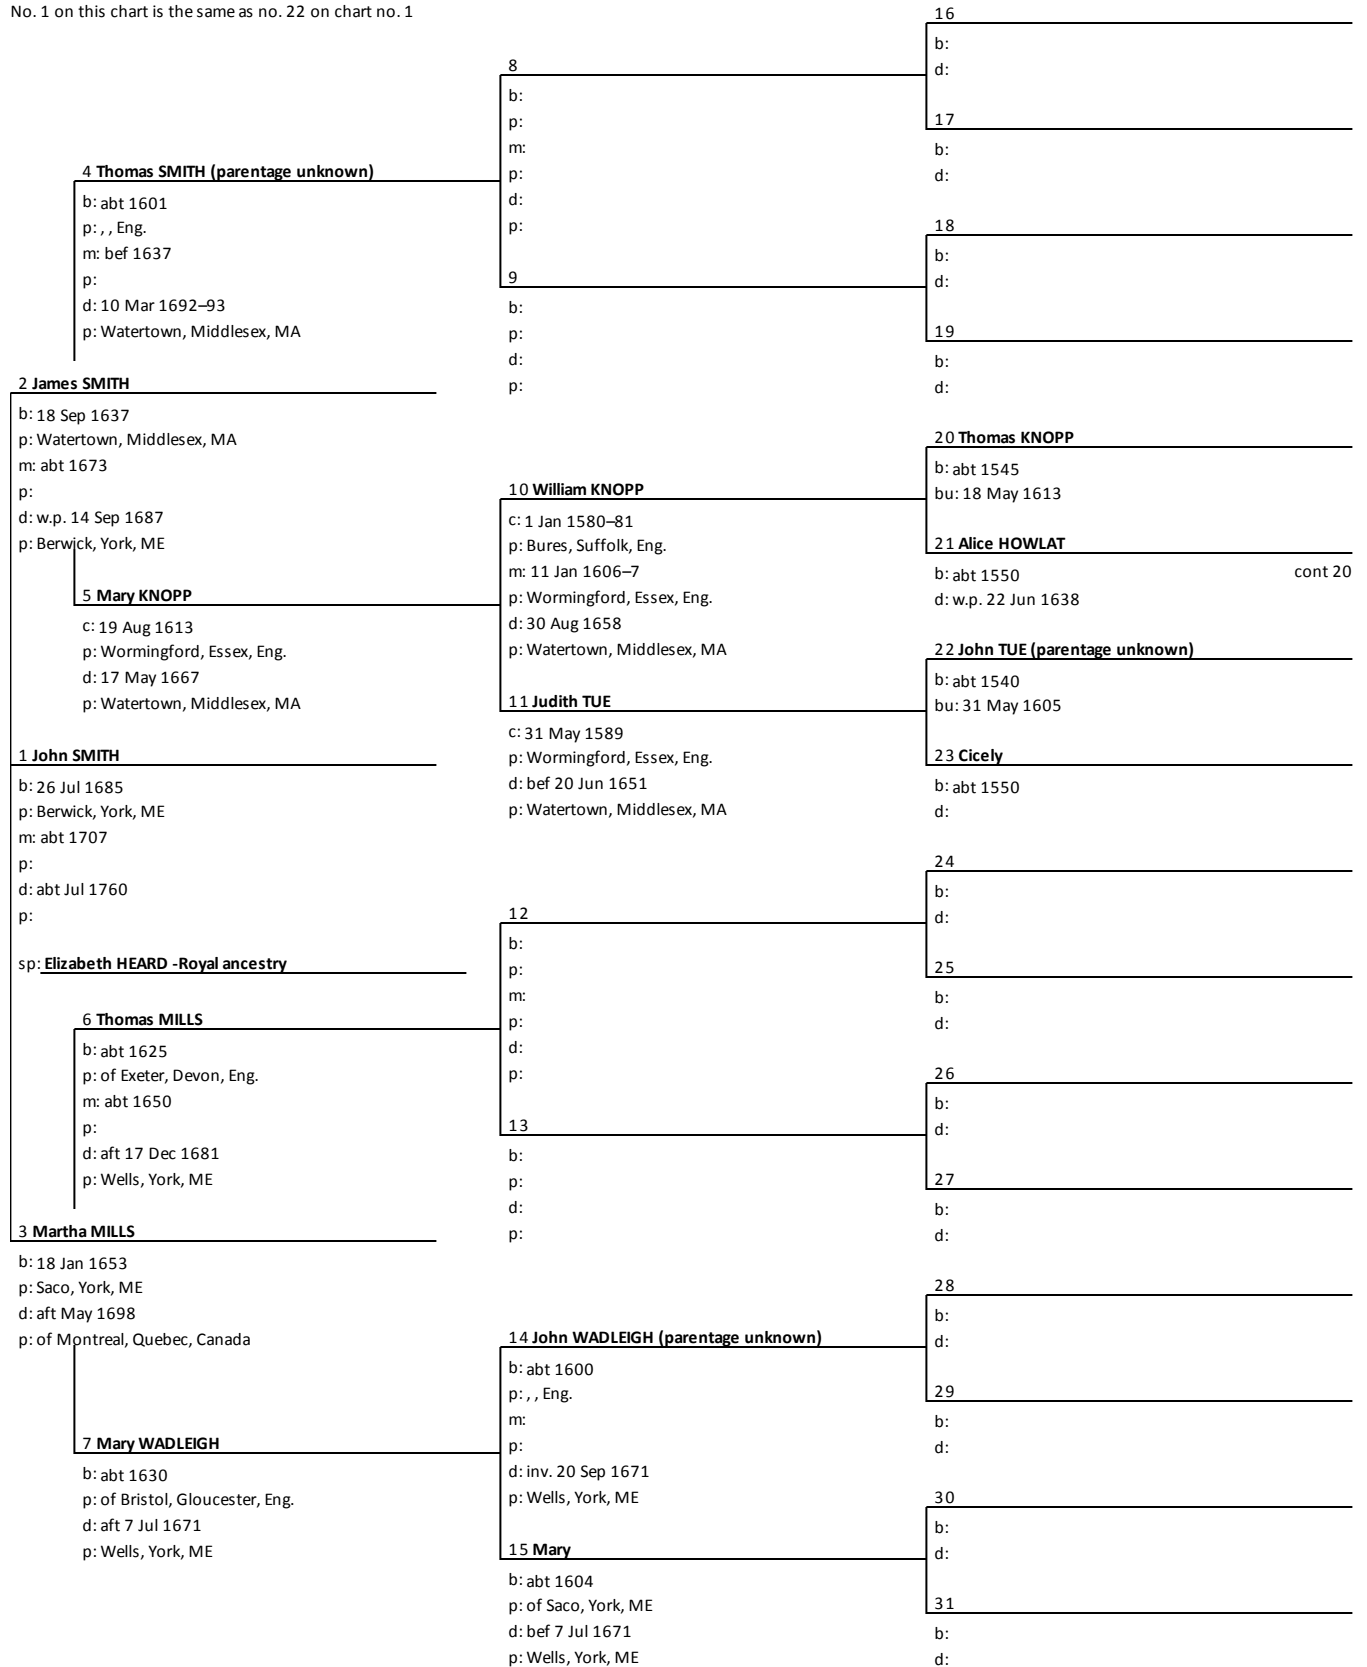 No. 1 on this chart is the same as no. 22 on chart no. 1
4 Thomas SMITH (parentage unknown)
b: abt 1601
p: , , Eng.
m: bef 1637
p:
d: 10 Mar 1692–93
p: Watertown, Middlesex, MA
2 James SMITH
b: 18 Sep 1637
p: Watertown, Middlesex, MA
m: abt 1673
p:
d: w.p. 14 Sep 1687
p: Berwick, York, ME
5 Mary KNOPP
c: 19 Aug 1613
p: Wormingford, Essex, Eng.
d: 17 May 1667
p: Watertown, Middlesex, MA
1 John SMITH
b: 26 Jul 1685
p: Berwick, York, ME
m: abt 1707
p:
d: abt Jul 1760
p:
sp: Elizabeth HEARD -Royal ancestry
6 Thomas MILLS
b: abt 1625
p: of Exeter, Devon, Eng.
m: abt 1650
p:
d: aft 17 Dec 1681
p: Wells, York, ME
3 Martha MILLS
b: 18 Jan 1653
p: Saco, York, ME
d: aft May 1698
p: of Montreal, Quebec, Canada
7 Mary WADLEIGH
b: abt 1630
p: of Bristol, Gloucester, Eng.
d: aft 7 Jul 1671
p: Wells, York, ME
8
b:
p:
m:
p:
d:
p:
9
b:
p:
d:
p:
10 William KNOPP
c: 1 Jan 1580–81
p: Bures, Suffolk, Eng.
m: 11 Jan 1606–7
p: Wormingford, Essex, Eng.
d: 30 Aug 1658
p: Watertown, Middlesex, MA
11 Judith TUE
c: 31 May 1589
p: Wormingford, Essex, Eng.
d: bef 20 Jun 1651
p: Watertown, Middlesex, MA
12
b:
p:
m:
p:
d:
p:
13
b:
p:
d:
p:
14 John WADLEIGH (parentage unknown)
b: abt 1600
p: , , Eng.
m:
p:
d: inv. 20 Sep 1671
p: Wells, York, ME
15 Mary
b: abt 1604
p: of Saco, York, ME
d: bef 7 Jul 1671
p: Wells, York, ME
16
b:
d:
17
b:
d:
18
b:
d:
19
b:
d:
20 Thomas KNOPP
b: abt 1545
bu: 18 May 1613
21 Alice HOWLAT
b: abt 1550 cont 20
d: w.p. 22 Jun 1638
22 John TUE (parentage unknown)
b: abt 1540
bu: 31 May 1605
23 Cicely
b: abt 1550
d:
24
b:
d:
25
b:
d:
26
b:
d:
27
b:
d:
28
b:
d:
29
b:
d:
30
b:
d:
31
b:
d: